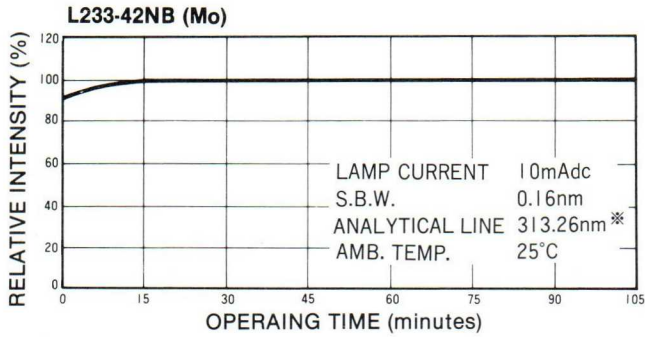 L233-42NB (Mo)
RELATIVE INTENSITY (%)
120
100
80
60
40
20
0
LAMP CURRENT 10mAdc
S.B.W. 0.16nm
ANALYTICAL LINE 313.26nm※
AMB. TEMP. 25°C
0 15 30 45 60 75 90 105
OPERAING TIME (minutes)